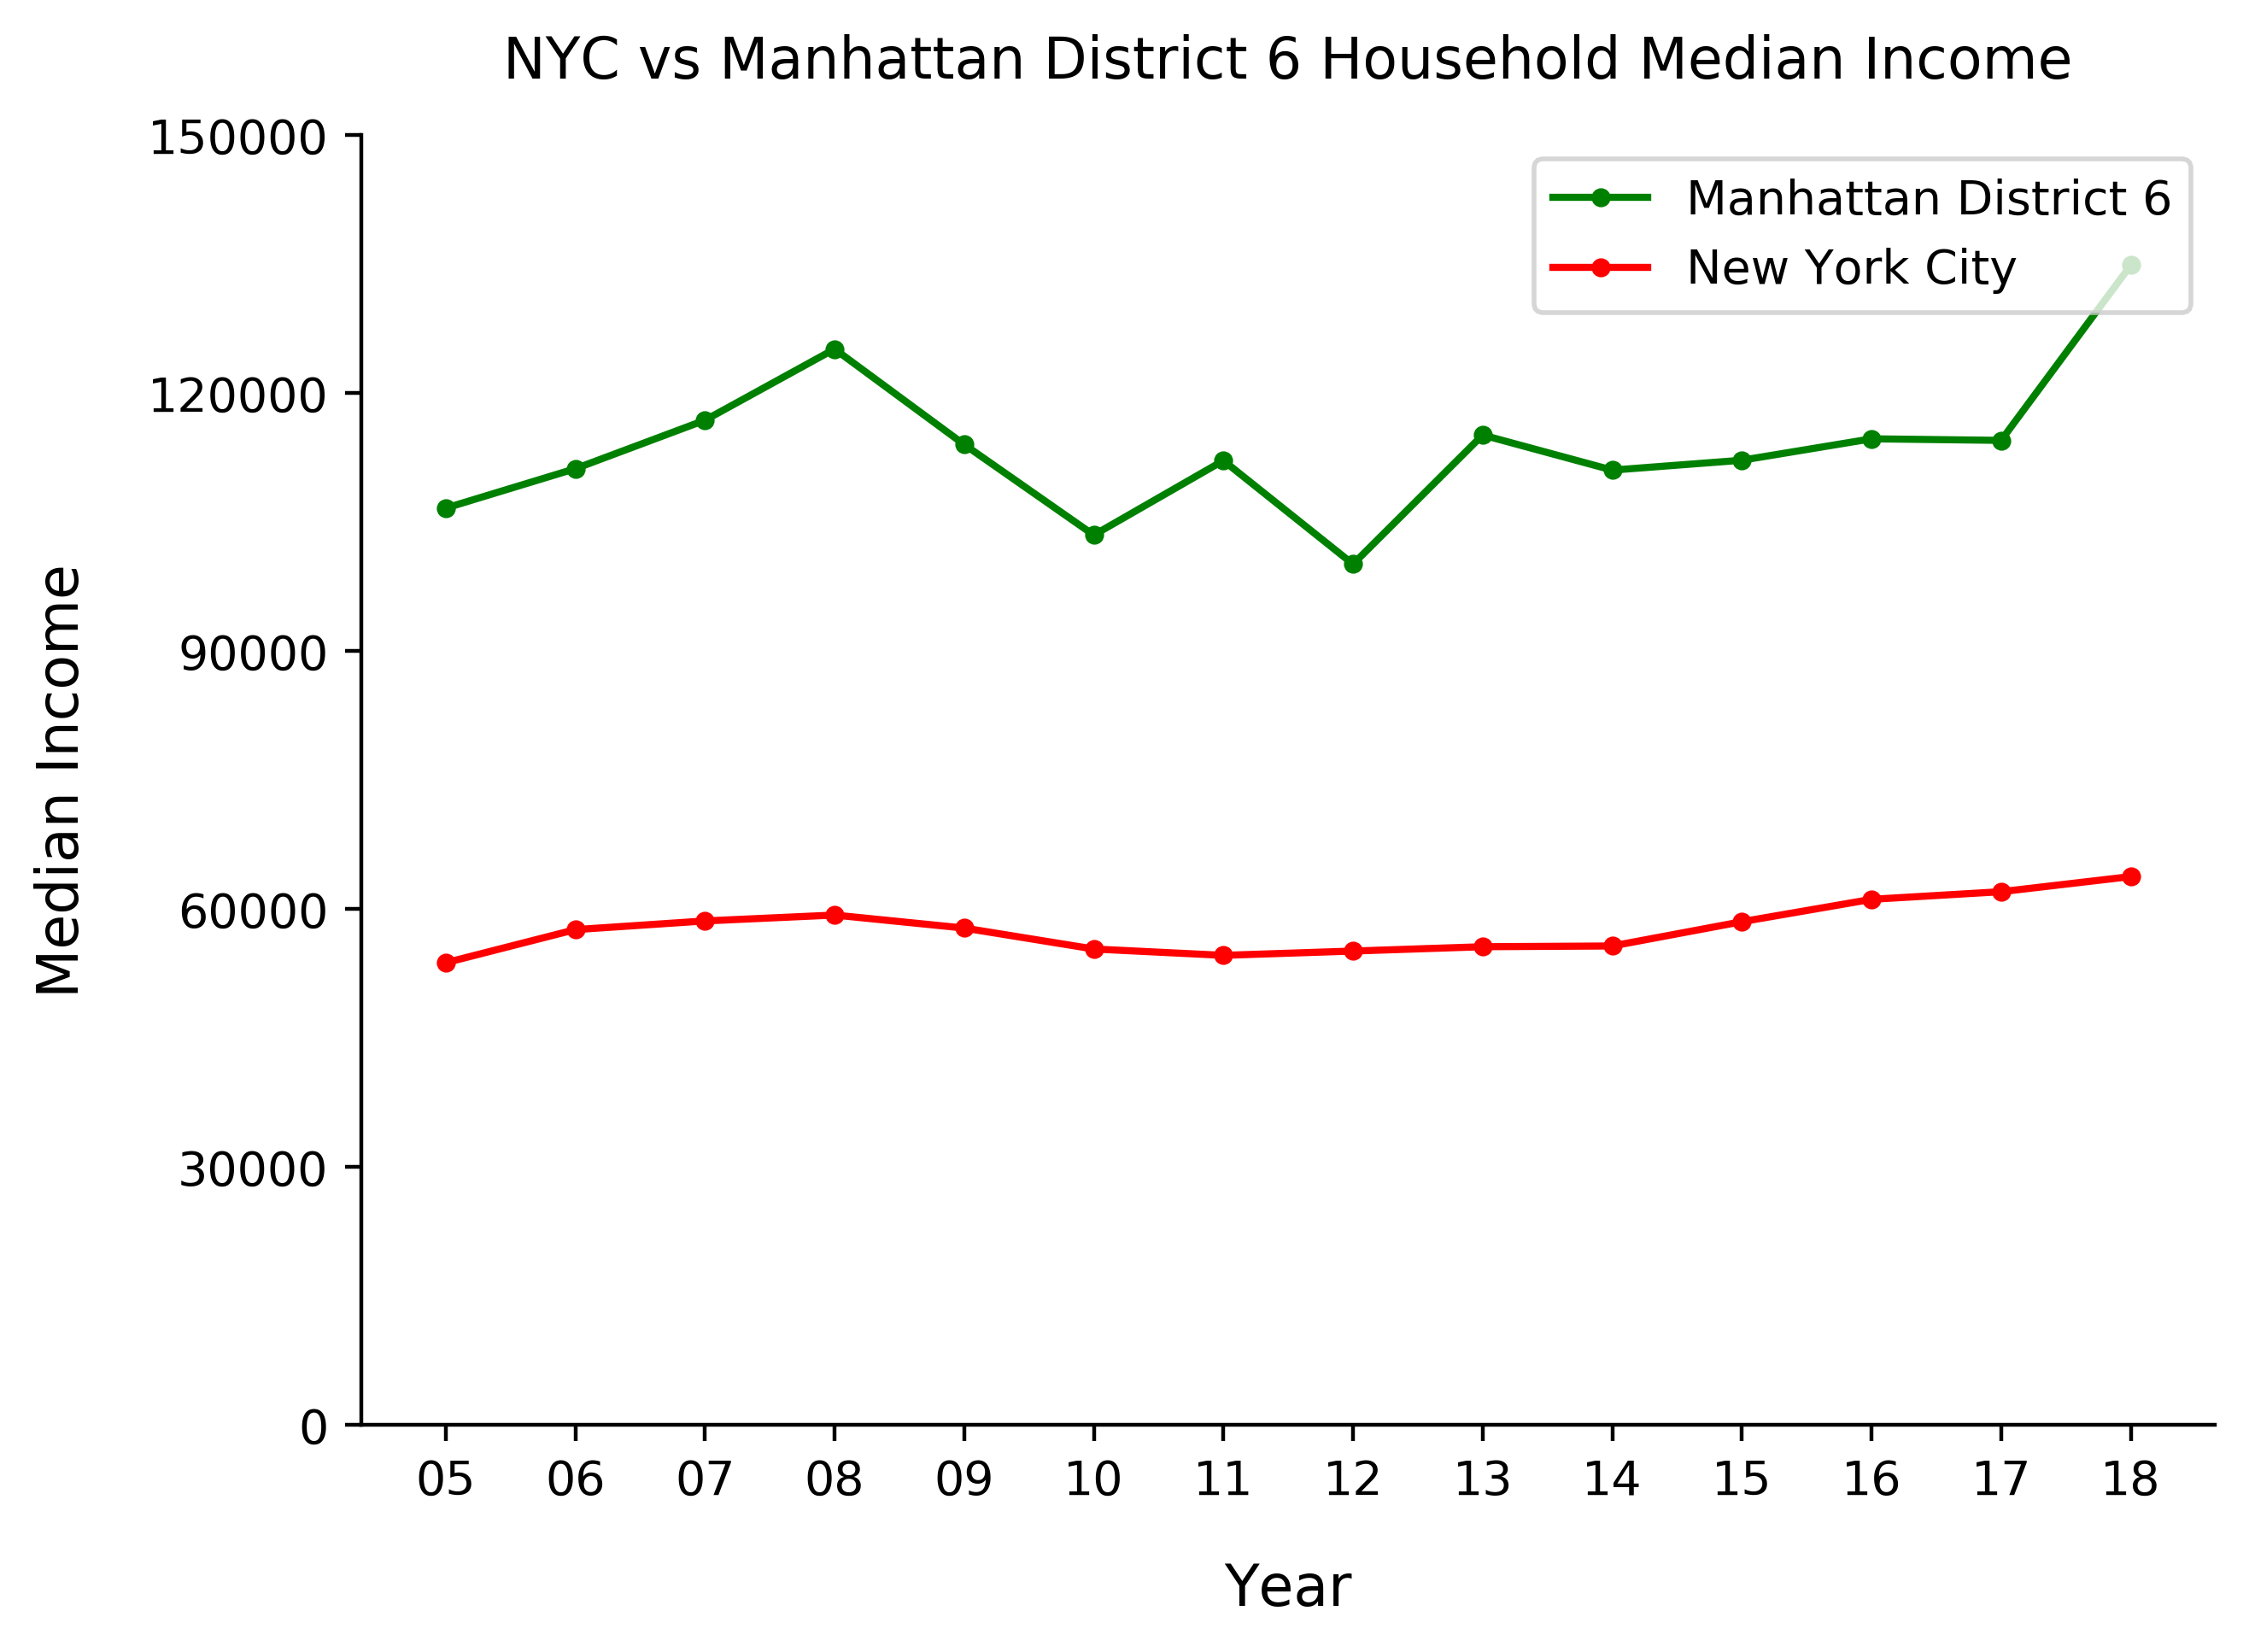 NYC vs Manhattan District 6 Household Median Income
150000
120000
90000
60000
30000
0
Median Income
Manhattan District 6
New York City
05 06 07 08 09 10 11 12 13 14 15 16 17 18
Year